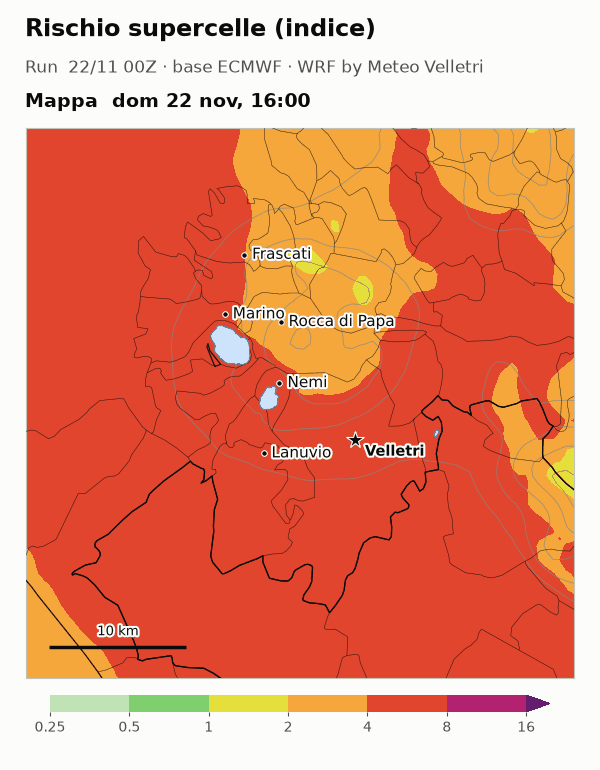 Rischio supercelle (indice)
Run  22/11 00Z · base ECMWF · WRF by Meteo Velletri
Mappa  dom 22 nov, 16:00
Frascati
Marino
Rocca di Papa
Nemi
Velletri
Lanuvio
10 km
0.25 0.5 1 2 4 8 16